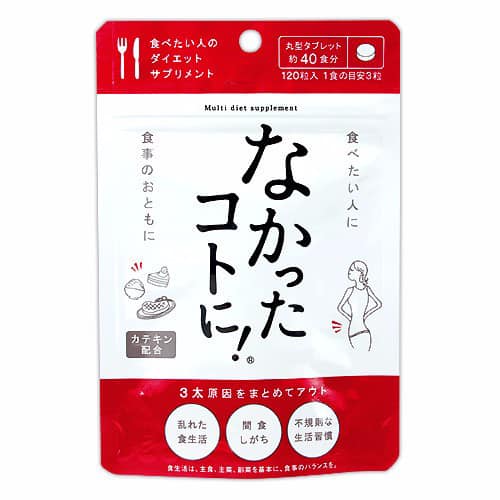 食べたい人の
ダイエット
サプリメント
丸型タブレット
約40食分
120粒入 1食の目安3粒
Multi diet supplement
食べたい人に
なかった
コトに!®
食事のおともに
カテキン
配合
3大原因をまとめてアウト
乱れた
食生活
間食
しがち
不規則な
生活習慣
食生活は、主食、主菜、副菜を基本に、食事のバランスを。